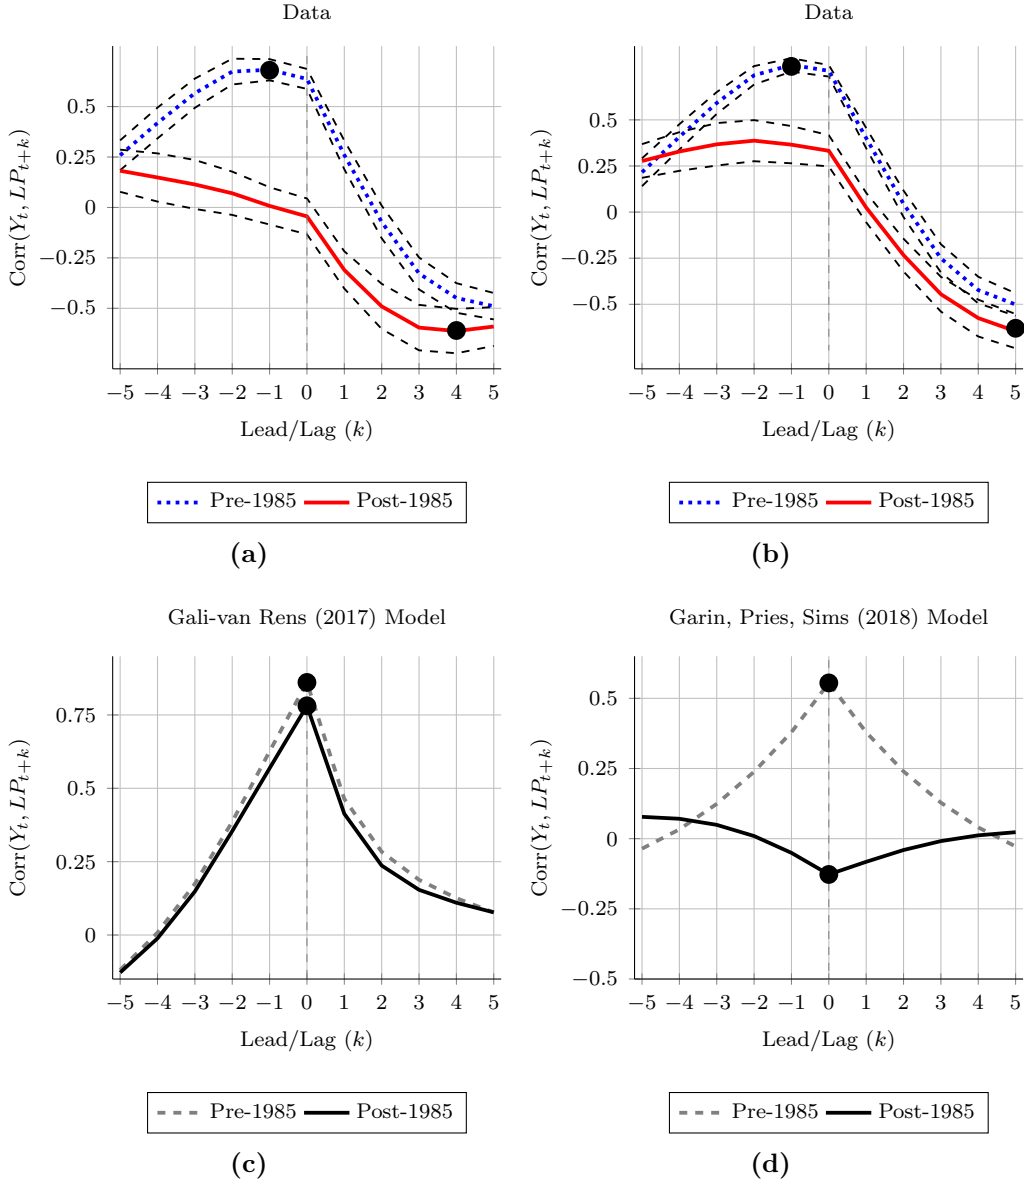 Data
0.5
0.25
0
−0.25
−0.5
Corr(Y_t, LP_{t+k})
−5 −4 −3 −2 −1 0 1 2 3 4 5
Lead/Lag (k)
Pre-1985 Post-1985
(a)
Data
0.5
0.25
0
−0.25
−0.5
Corr(Y_t, LP_{t+k})
−5 −4 −3 −2 −1 0 1 2 3 4 5
Lead/Lag (k)
Pre-1985 Post-1985
(b)
Gali-van Rens (2017) Model
0.75
0.5
0.25
0
Corr(Y_t, LP_{t+k})
−5 −4 −3 −2 −1 0 1 2 3 4 5
Lead/Lag (k)
Pre-1985 Post-1985
(c)
Garin, Pries, Sims (2018) Model
0.5
0.25
0
−0.25
−0.5
Corr(Y_t, LP_{t+k})
−5 −4 −3 −2 −1 0 1 2 3 4 5
Lead/Lag (k)
Pre-1985 Post-1985
(d)